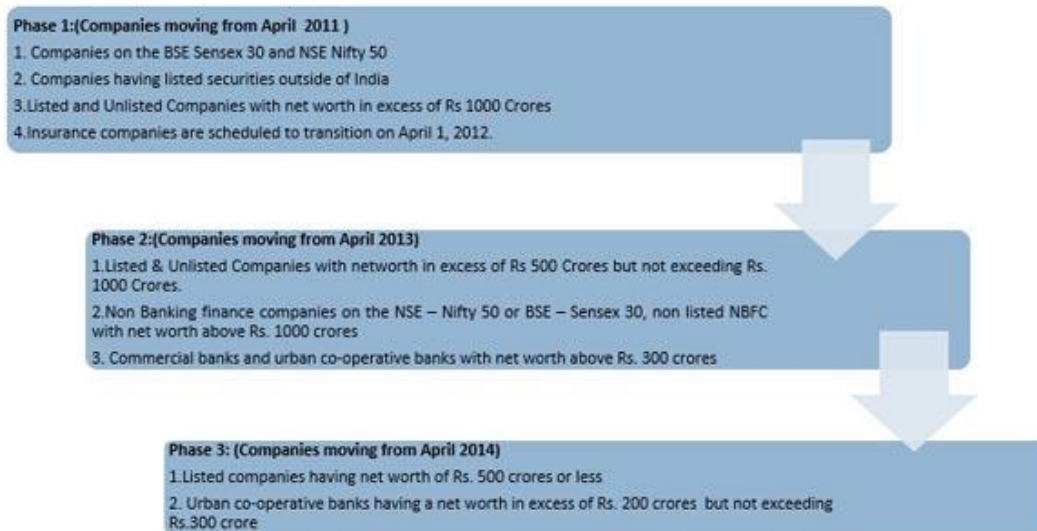 Phase 1:(Companies moving from April 2011 )
1. Companies on the BSE Sensex 30 and NSE Nifty 50
2. Companies having listed securities outside of India
3.Listed and Unlisted Companies with net worth in excess of Rs 1000 Crores
4.Insurance companies are scheduled to transition on April 1, 2012.
Phase 2:(Companies moving from April 2013)
1.Listed & Unlisted Companies with networth in excess of Rs 500 Crores but not exceeding Rs.
1000 Crores.
2.Non Banking finance companies on the NSE – Nifty 50 or BSE – Sensex 30, non listed NBFC
with net worth above Rs. 1000 crores
3. Commercial banks and urban co-operative banks with net worth above Rs. 300 crores
Phase 3: (Companies moving from April 2014)
1.Listed companies having net worth of Rs. 500 crores or less
2. Urban co-operative banks having a net worth in excess of Rs. 200 crores but not exceeding
Rs.300 crore